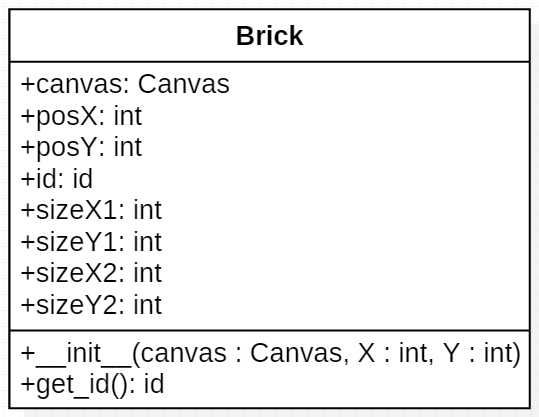 Brick
+canvas: Canvas
+posX: int
+posY: int
+id: id
+sizeX1: int
+sizeY1: int
+sizeX2: int
+sizeY2: int
+__init__(canvas : Canvas, X : int, Y : int)
+get_id(): id